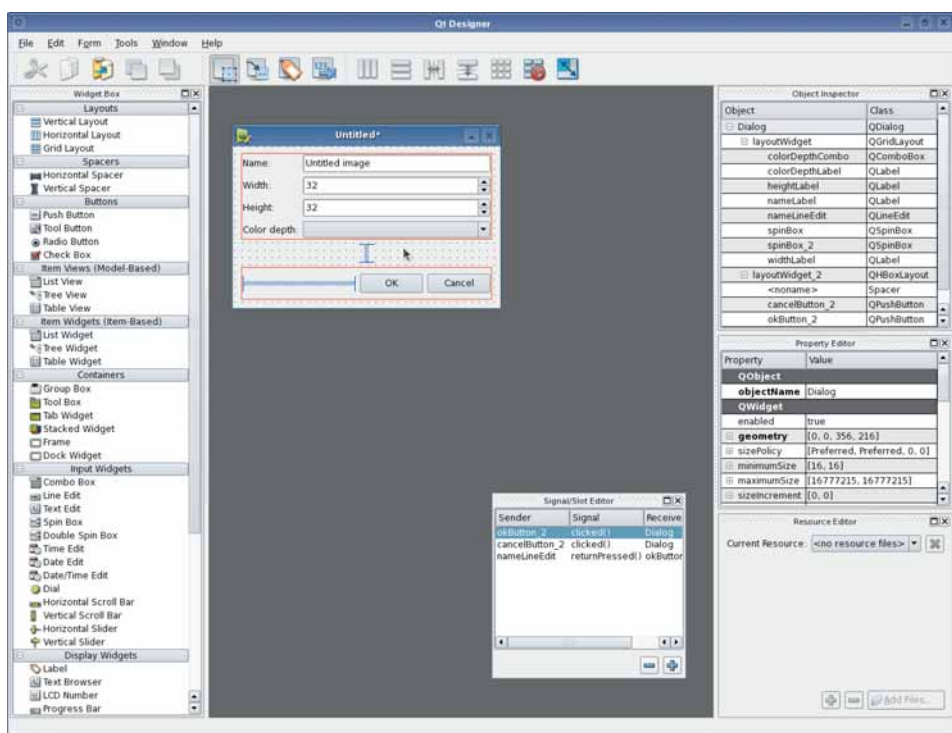 Qt Designer
File Edit Form Tools Window Help
Widget Box
Layouts
Vertical Layout
Horizontal Layout
Grid Layout
Spacers
Horizontal Spacer
Vertical Spacer
Buttons
Push Button
Tool Button
Radio Button
Check Box
Item Views (Model-Based)
List View
Tree View
Table View
Item Widgets (Item-Based)
List Widget
Tree Widget
Table Widget
Containers
Group Box
Tool Box
Tab Widget
Stacked Widget
Frame
Dock Widget
Input Widgets
Combo Box
Line Edit
Text Edit
Spin Box
Double Spin Box
Time Edit
Date Edit
Date/Time Edit
Dial
Horizontal Scroll Bar
Vertical Scroll Bar
Horizontal Slider
Vertical Slider
Display Widgets
Label
Text Browser
LCD Number
Progress Bar
Untitled*
Name: Untitled image
Width: 32
Height: 32
Color depth:
OK Cancel
Signal/Slot Editor
Sender Signal Receive
okButton_2 clicked() Dialog
cancelButton_2 clicked() Dialog
nameLineEdit returnPressed() okButton
Object Inspector
Object Class
Dialog QDialog
layoutWidget QGridLayout
colorDepthCombo QComboBox
colorDepthLabel QLabel
heightLabel QLabel
nameLabel QLabel
nameLineEdit QLineEdit
spinBox QSpinBox
spinBox_2 QSpinBox
widthLabel QLabel
layoutWidget_2 QHBoxLayout
<noname> Spacer
cancelButton_2 QPushButton
okButton_2 QPushButton
Property Editor
Property Value
QObject
objectName Dialog
QWidget
enabled true
geometry [0, 0, 356, 216]
sizePolicy [Preferred, Preferred, 0, 0]
minimumSize [16, 16]
maximumSize [16777215, 16777215]
sizeIncrement [0, 0]
Resource Editor
Current Resource: <no resource files>
Add Files...